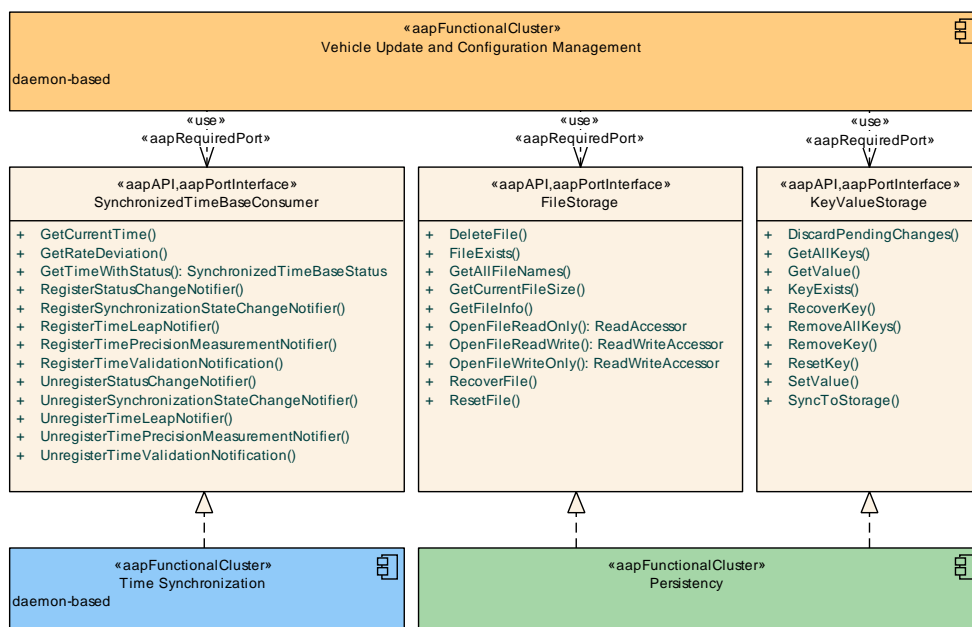 «aapFunctionalCluster»
Vehicle Update and Configuration Management
daemon-based
«use»
«aapRequiredPort»
«use»
«aapRequiredPort»
«use»
«aapRequiredPort»
«aapAPI,aapPortInterface»
SynchronizedTimeBaseConsumer
+ GetCurrentTime()
+ GetRateDeviation()
+ GetTimeWithStatus(): SynchronizedTimeBaseStatus
+ RegisterStatusChangeNotifier()
+ RegisterSynchronizationStateChangeNotifier()
+ RegisterTimeLeapNotifier()
+ RegisterTimePrecisionMeasurementNotifier()
+ RegisterTimeValidationNotification()
+ UnregisterStatusChangeNotifier()
+ UnregisterSynchronizationStateChangeNotifier()
+ UnregisterTimeLeapNotifier()
+ UnregisterTimePrecisionMeasurementNotifier()
+ UnregisterTimeValidationNotification()
«aapAPI,aapPortInterface»
FileStorage
+ DeleteFile()
+ FileExists()
+ GetAllFileNames()
+ GetCurrentFileSize()
+ GetFileInfo()
+ OpenFileReadOnly(): ReadAccessor
+ OpenFileReadWrite(): ReadWriteAccessor
+ OpenFileWriteOnly(): ReadWriteAccessor
+ RecoverFile()
+ ResetFile()
«aapAPI,aapPortInterface»
KeyValueStorage
+ DiscardPendingChanges()
+ GetAllKeys()
+ GetValue()
+ KeyExists()
+ RecoverKey()
+ RemoveAllKeys()
+ RemoveKey()
+ ResetKey()
+ SetValue()
+ SyncToStorage()
«aapFunctionalCluster»
Time Synchronization
daemon-based
«aapFunctionalCluster»
Persistency